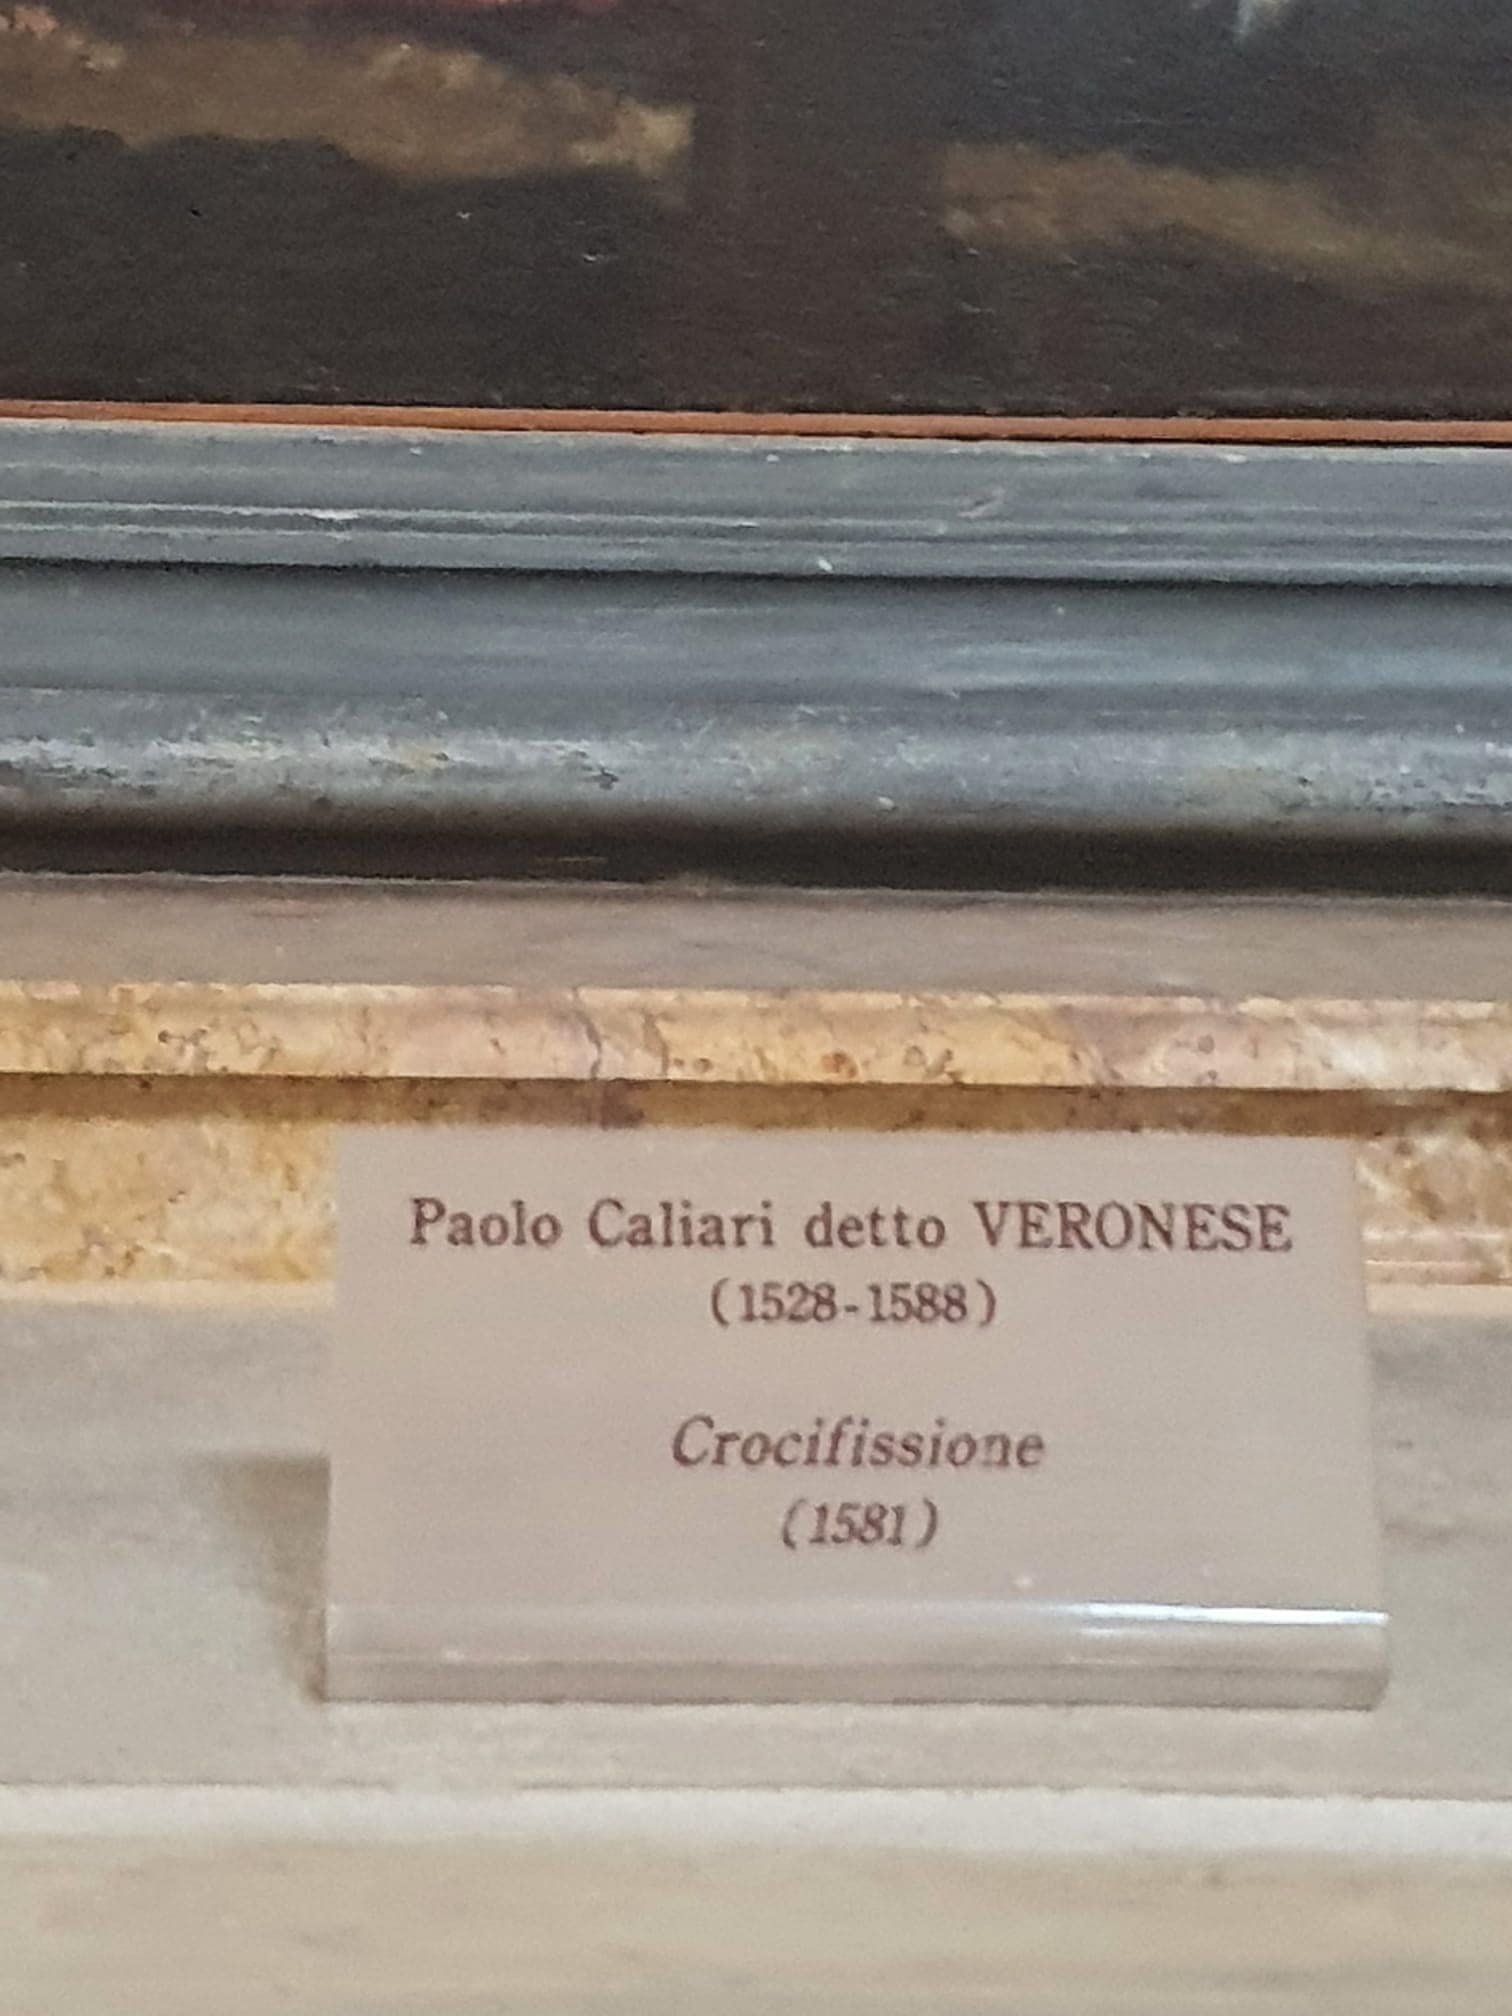 Paolo Caliari detto VERONESE
(1528-1588)
Crocifissione
(1581)